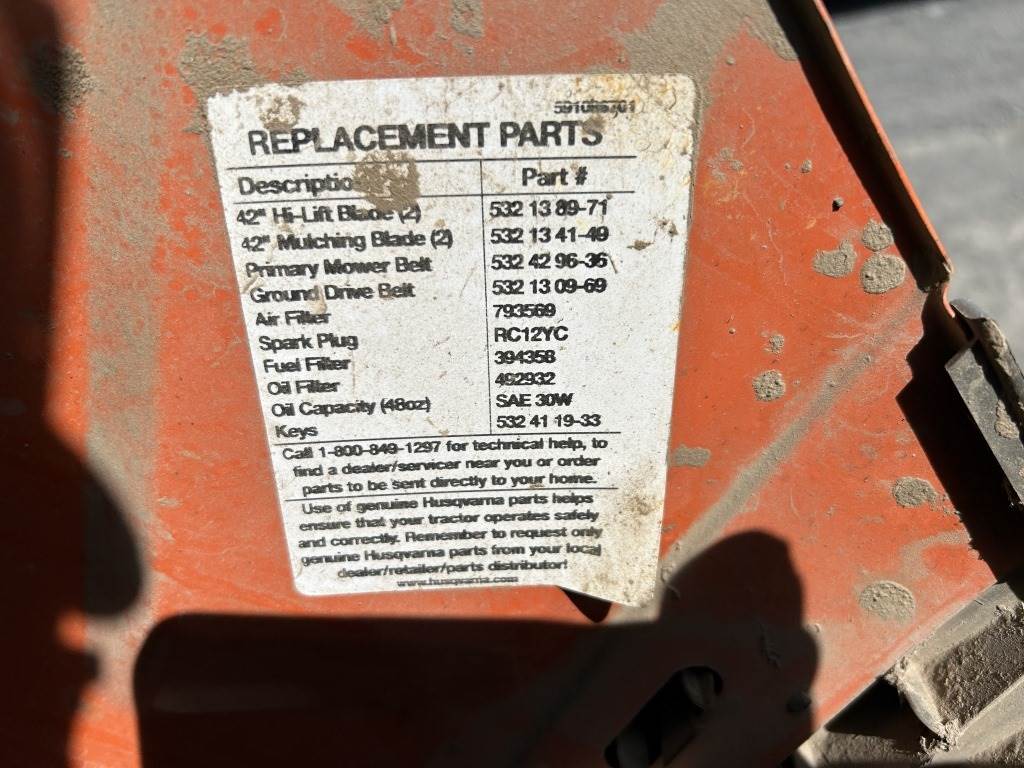 REPLACEMENT PARTS
Description Part #
42" Hi-Lift Blade (2) 532 13 89-71
42" Mulching Blade (2) 532 13 41-49
Primary Mower Belt 532 42 96-36
Ground Drive Belt 532 13 09-69
Air Filter 793569
Spark Plug RC12YC
Fuel Filter 394358
Oil Filter 492932
Oil Capacity (48oz) SAE 30W
Keys 532 41 19-33
Call 1-800-849-1297 for technical help, to
find a dealer/servicer near you or order
parts to be sent directly to your home.
Use of genuine Husqvarna parts helps
ensure that your tractor operates safely
and correctly. Remember to request only
genuine Husqvarna parts from your local
dealer/retailer/parts distributor!
www.husqvarna.com